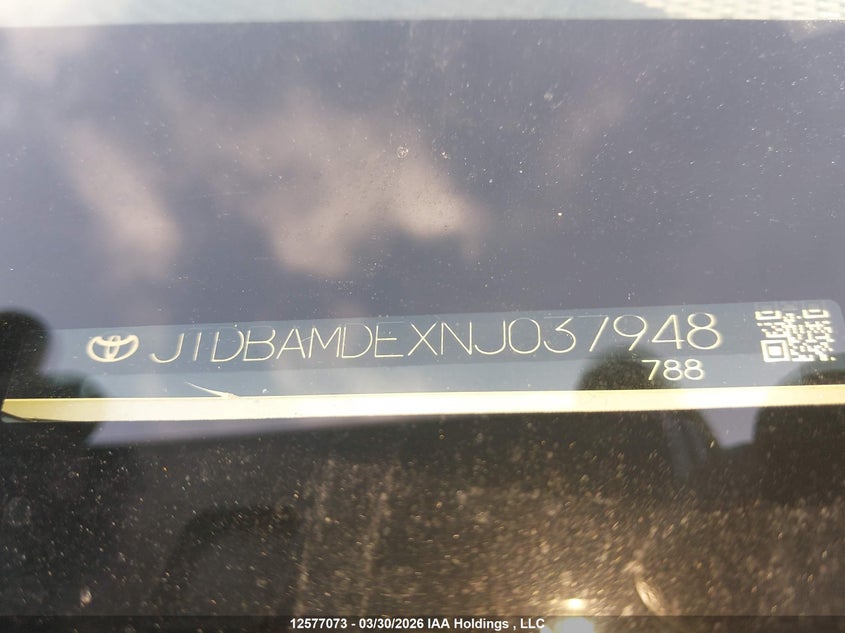 JTDBAMDEXNJ037948
788
12577073 - 03/30/2026 IAA Holdings , LLC